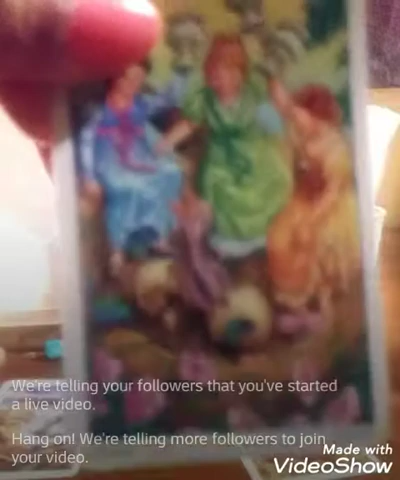 We're telling your followers that you've started
a live video.
Hang on! We're telling more followers to join
your video.
Made with
VideoShow